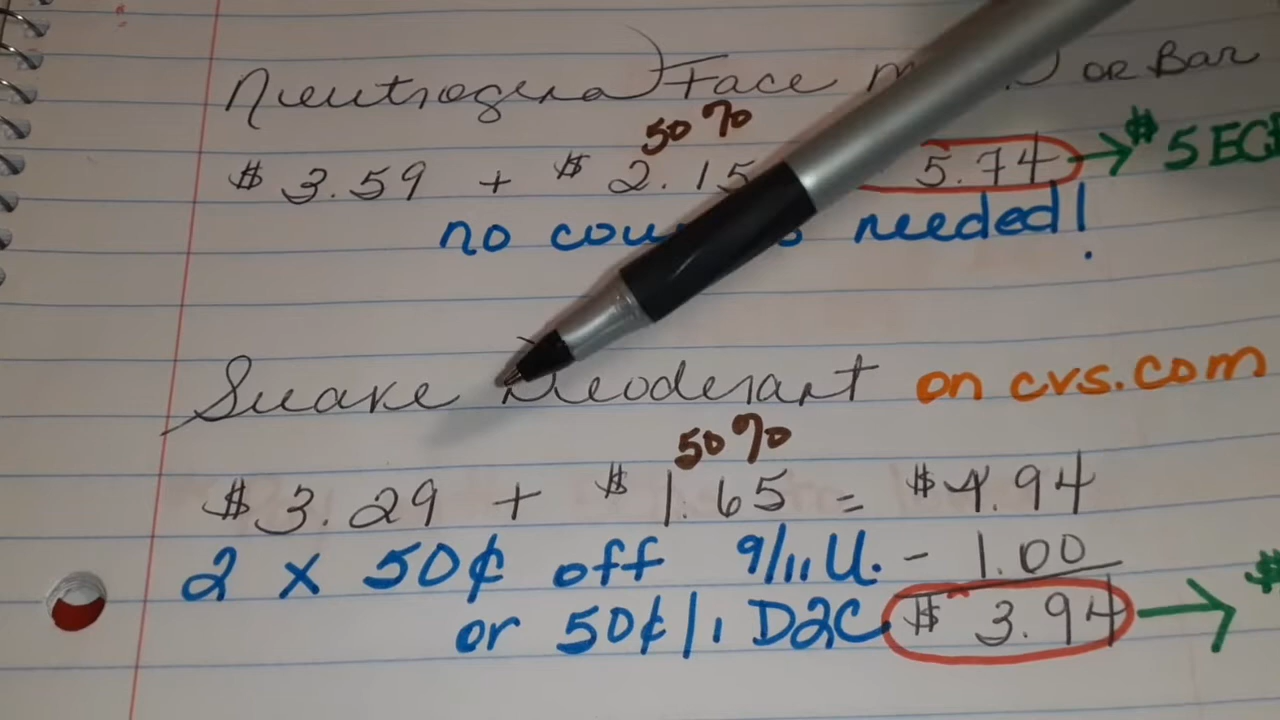 Neutrogena Face or Bar
50%
$ 3.59 + $ 2.15 5.74 → $5 ECB
no needed!
Suave Deoderant on cvs.com
50%
$ 3.29 + $ 1.65 = $ 4.94
2 x 50¢ off 9/11 U. - 1.00
or 50¢/1 D2C $ 3.94 → $